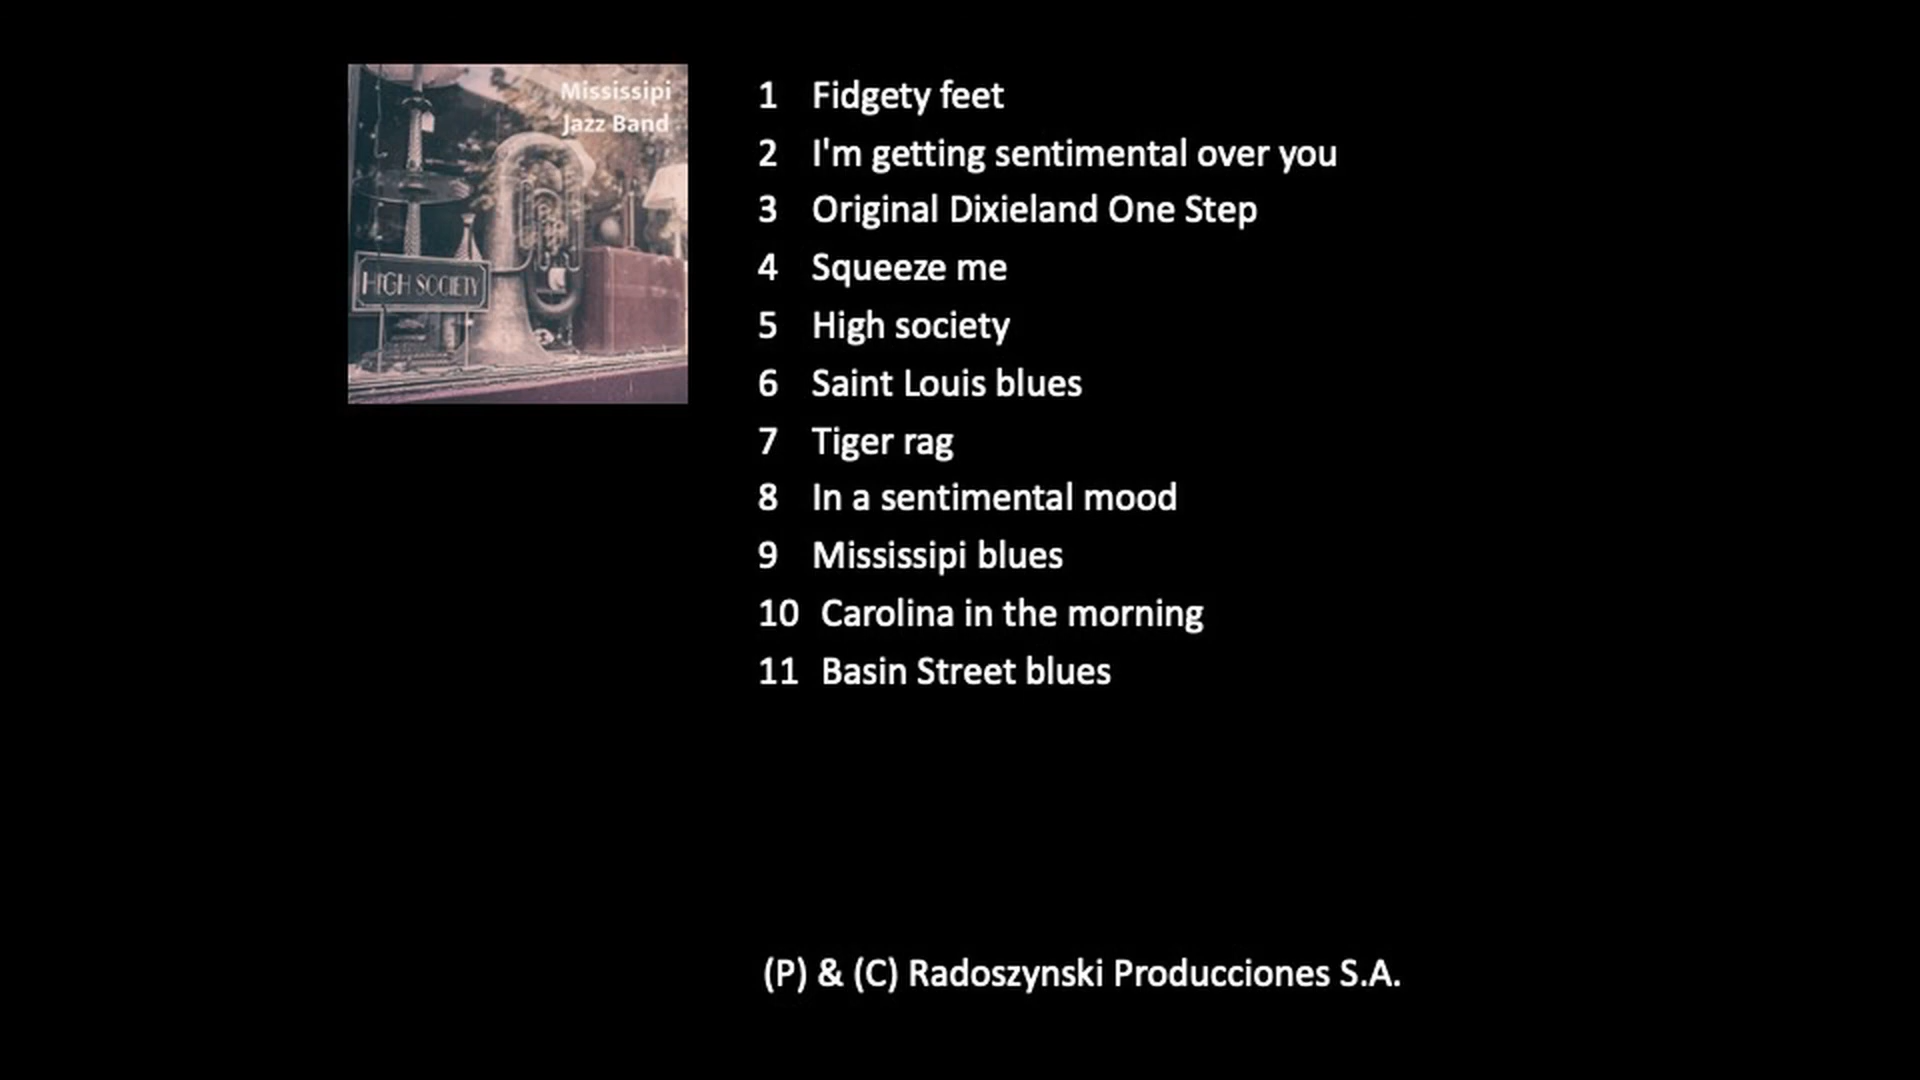 Mississipi
Jazz Band
HIGH SOCIETY
1 Fidgety feet
2 I'm getting sentimental over you
3 Original Dixieland One Step
4 Squeeze me
5 High society
6 Saint Louis blues
7 Tiger rag
8 In a sentimental mood
9 Mississipi blues
10 Carolina in the morning
11 Basin Street blues
(P) & (C) Radoszynski Producciones S.A.